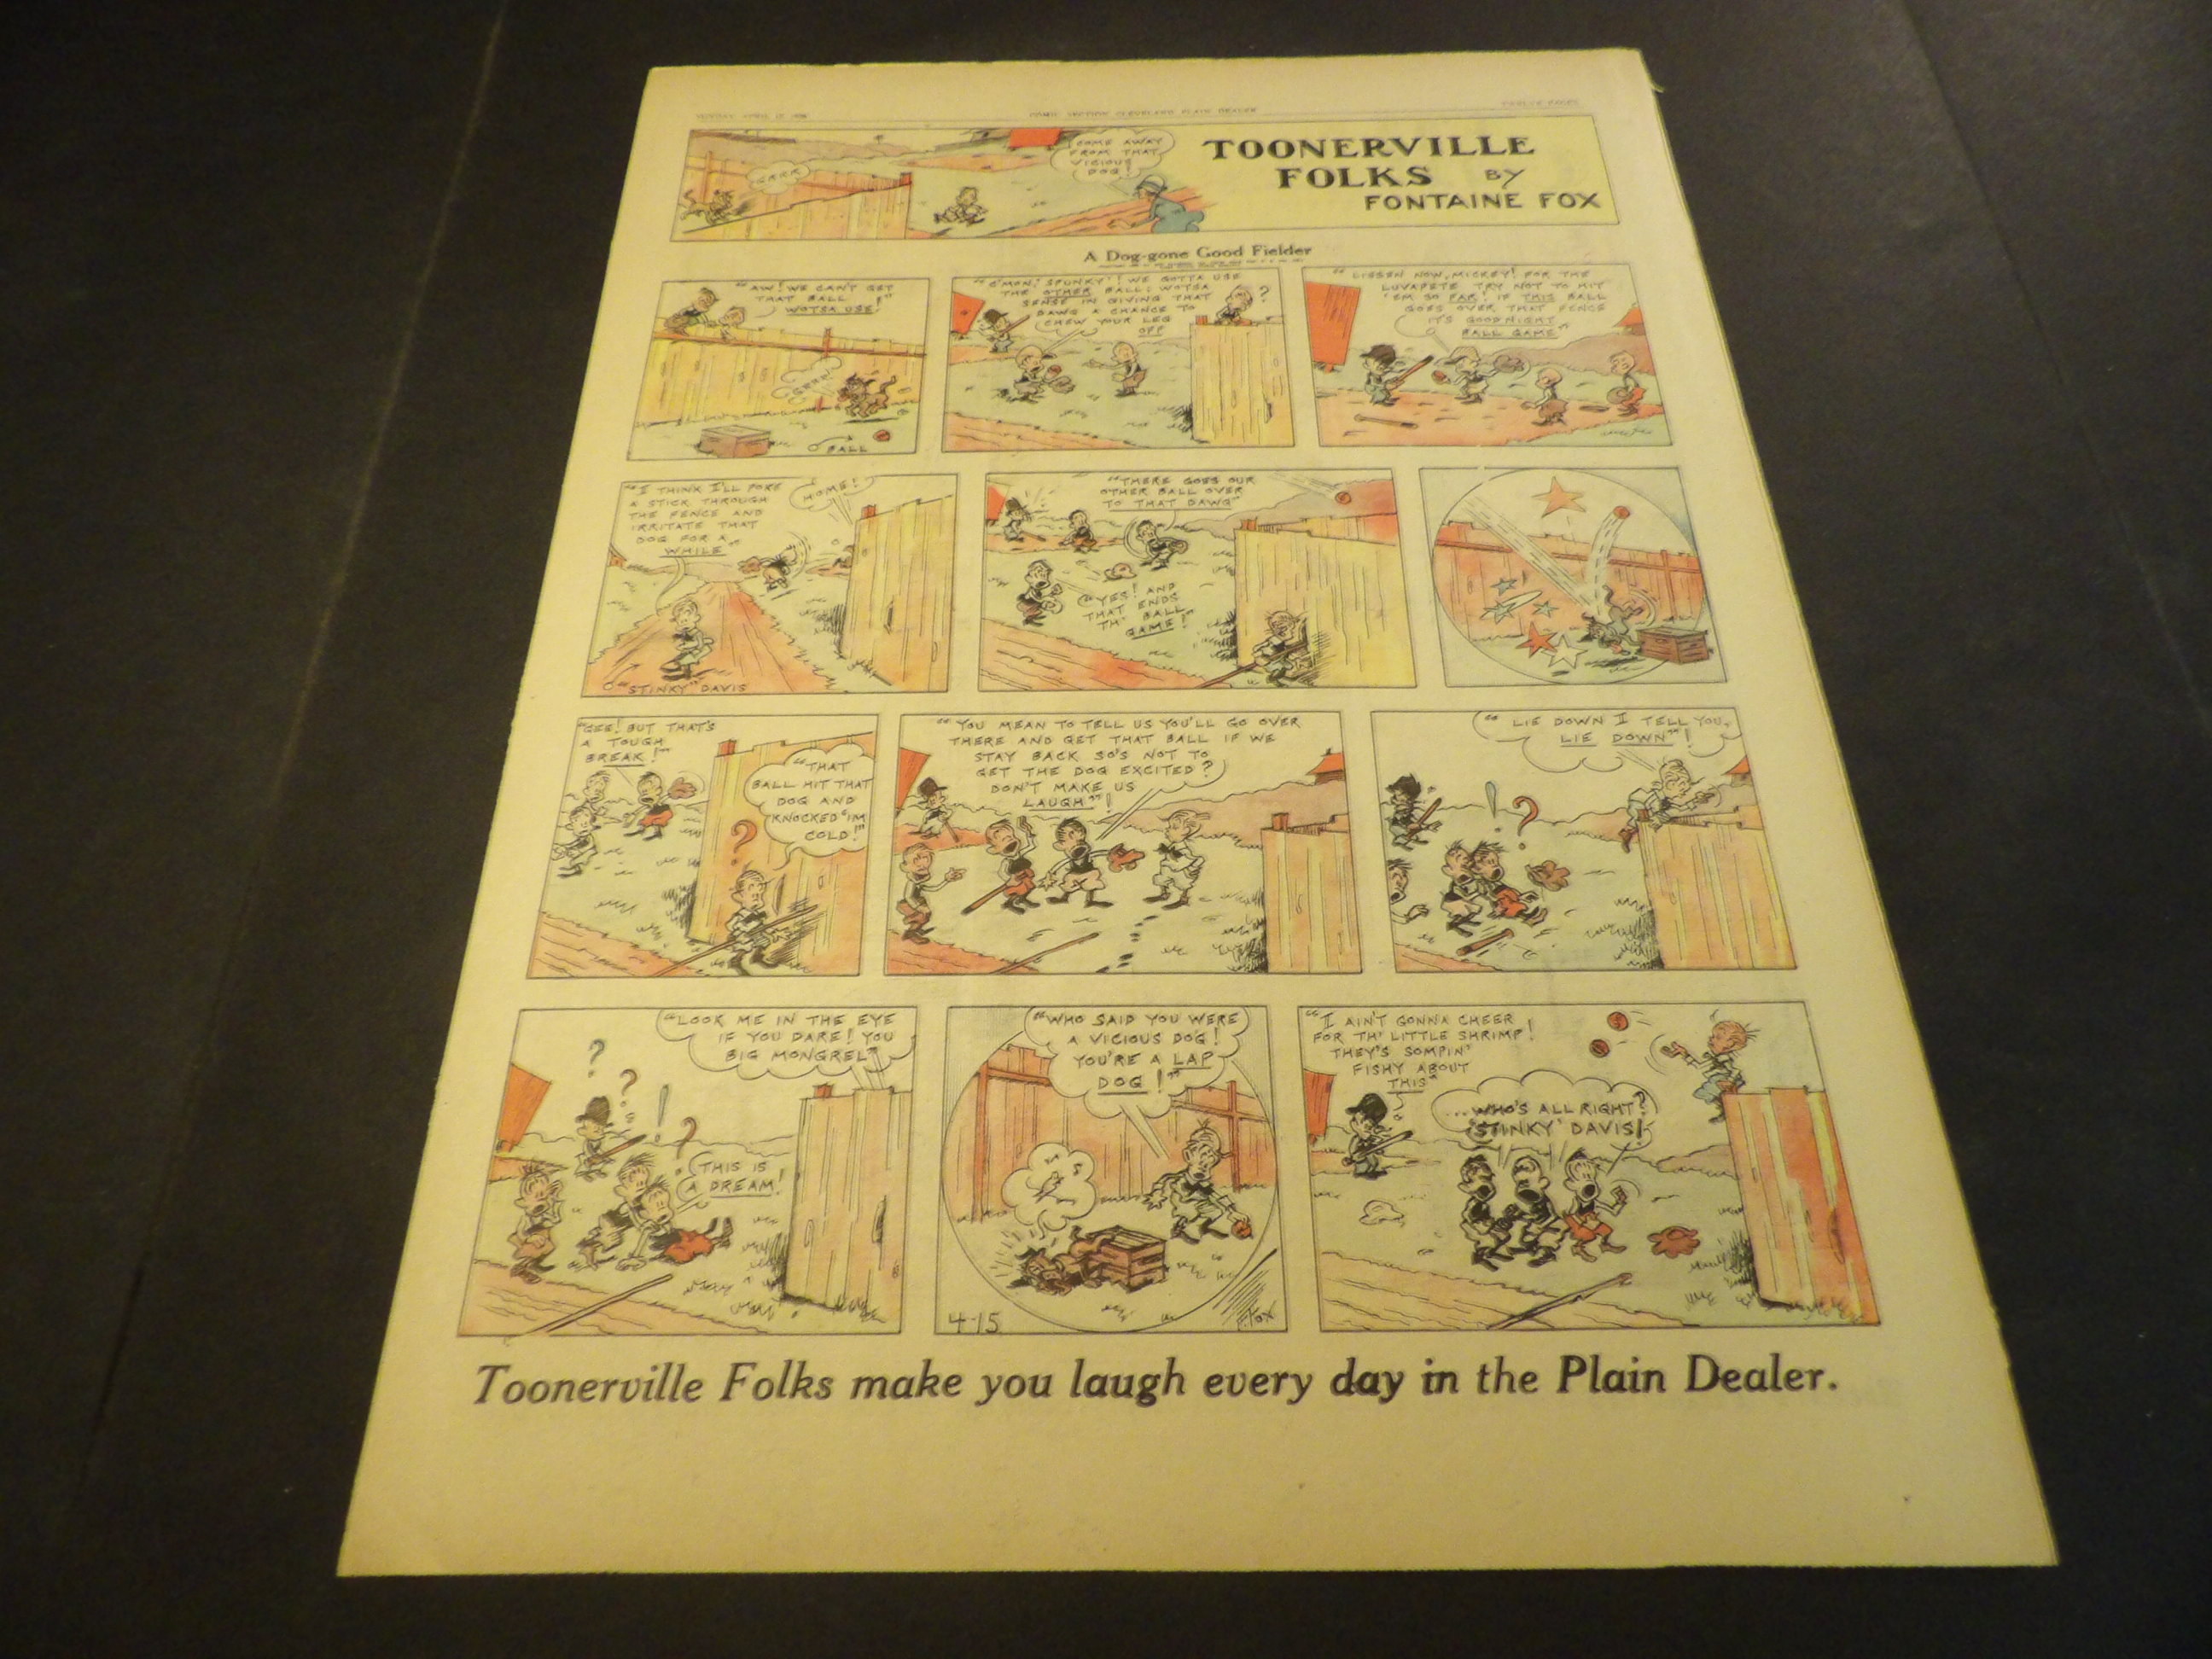 COMIC SECTION CLEVELAND PLAIN DEALER
TWELVE PAGES
GRRR
COME AWAY
FROM THAT
VICIOUS
DOG!
TOONERVILLE
FOLKS BY
FONTAINE FOX
A Dog-gone Good Fielder
"AW! WE CAN'T GET
THAT BALL
WOTSA USE!"
GRRR!
BALL
"C'MON! 'SPUNKY'! WE GOTTA USE
THE OTHER BALL! WOTSA
SENSE IN GIVING THAT
DAWG A CHANCE TO
CHEW YOUR LEG
OFF
?
"LISSEN NOW, MICKEY! FOR THE
LUVAPETE TRY NOT TO HIT
'EM SO FAR! IF THIS BALL
GOES OVER THAT FENCE
IT'S GOODNIGHT
BALL GAME"
"I THINK I'LL POKE
A STICK THROUGH
THE FENCE AND
IRRITATE THAT
DOG FOR A
WHILE"
HOME!
"STINKY" DAVIS
"THERE GOES OUR
OTHER BALL OVER
TO THAT DAWG"
"YES! AND
THAT ENDS
TH' BALL
GAME!"
"GEE! BUT THAT'S
A TOUGH
BREAK!"
"THAT
BALL HIT THAT
DOG AND
KNOCKED 'IM
COLD!"
?
"YOU MEAN TO TELL US YOU'LL GO OVER
THERE AND GET THAT BALL IF WE
STAY BACK SO'S NOT TO
GET THE DOG EXCITED?
DON'T MAKE US
LAUGH"!
"LIE DOWN I TELL YOU,
LIE DOWN"!
! ?
"LOOK ME IN THE EYE
IF YOU DARE! YOU
BIG MONGREL"
? ? ! ?
THIS IS
A DREAM!
"WHO SAID YOU WERE
A VICIOUS DOG!
YOU'RE A LAP
DOG!"
4-15
FOX
"I AIN'T GONNA CHEER
FOR TH' LITTLE SHRIMP!
THEY'S SOMPIN'
FISHY ABOUT
THIS"
...WHO'S ALL RIGHT?
'STINKY' DAVIS!
Toonerville Folks make you laugh every day in the Plain Dealer.